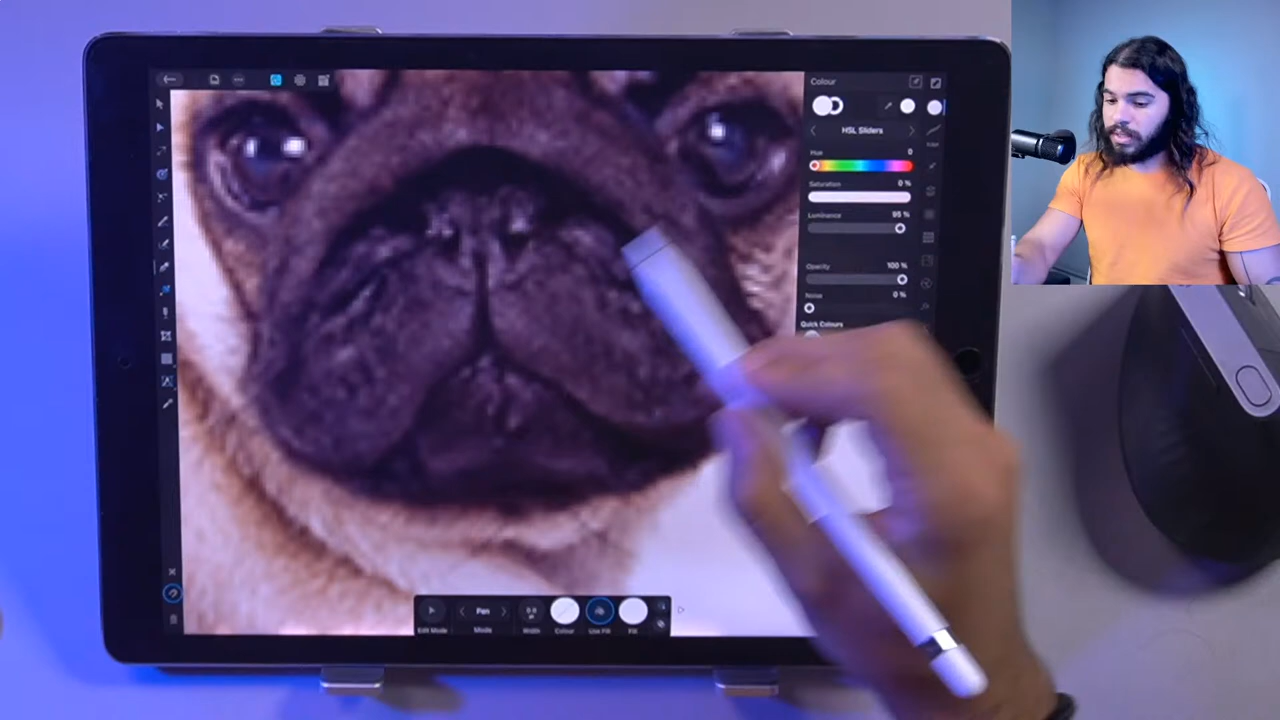 Colour
HSL Sliders
Hue
0
Saturation
0 %
Luminance
95 %
Opacity
100 %
Noise
0 %
Quick Colours
Edit Mode
Pen
Mode
Width
Colour
Use Fill
Fill